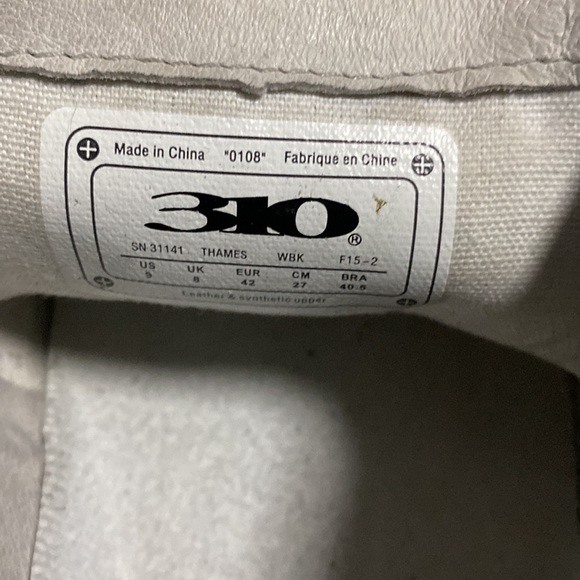 Made in China "0108" Fabrique en Chine
310®
SN 31141 THAMES WBK F15-2
US UK EUR CM BRA
9 8 42 27 40.5
Leather & synthetic upper